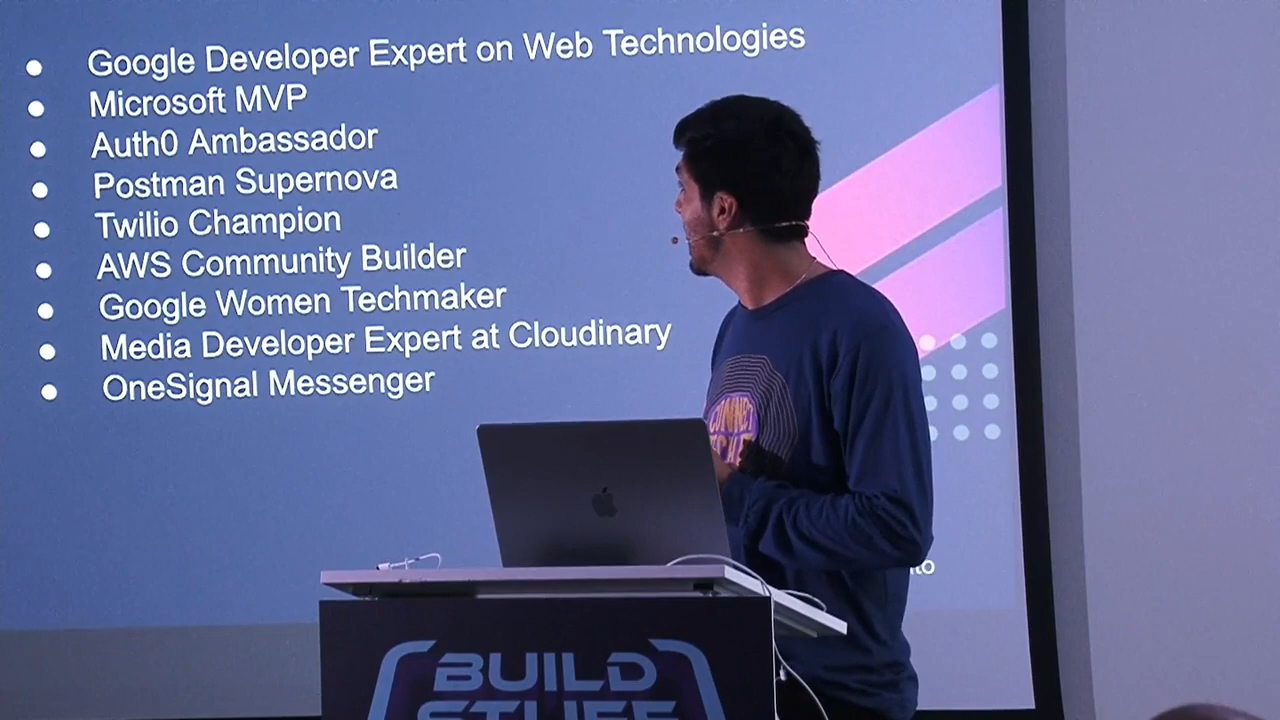 Google Developer Expert on Web Technologies
Microsoft MVP
Auth0 Ambassador
Postman Supernova
Twilio Champion
AWS Community Builder
Google Women Techmaker
Media Developer Expert at Cloudinary
OneSignal Messenger
BUILD
STUFF